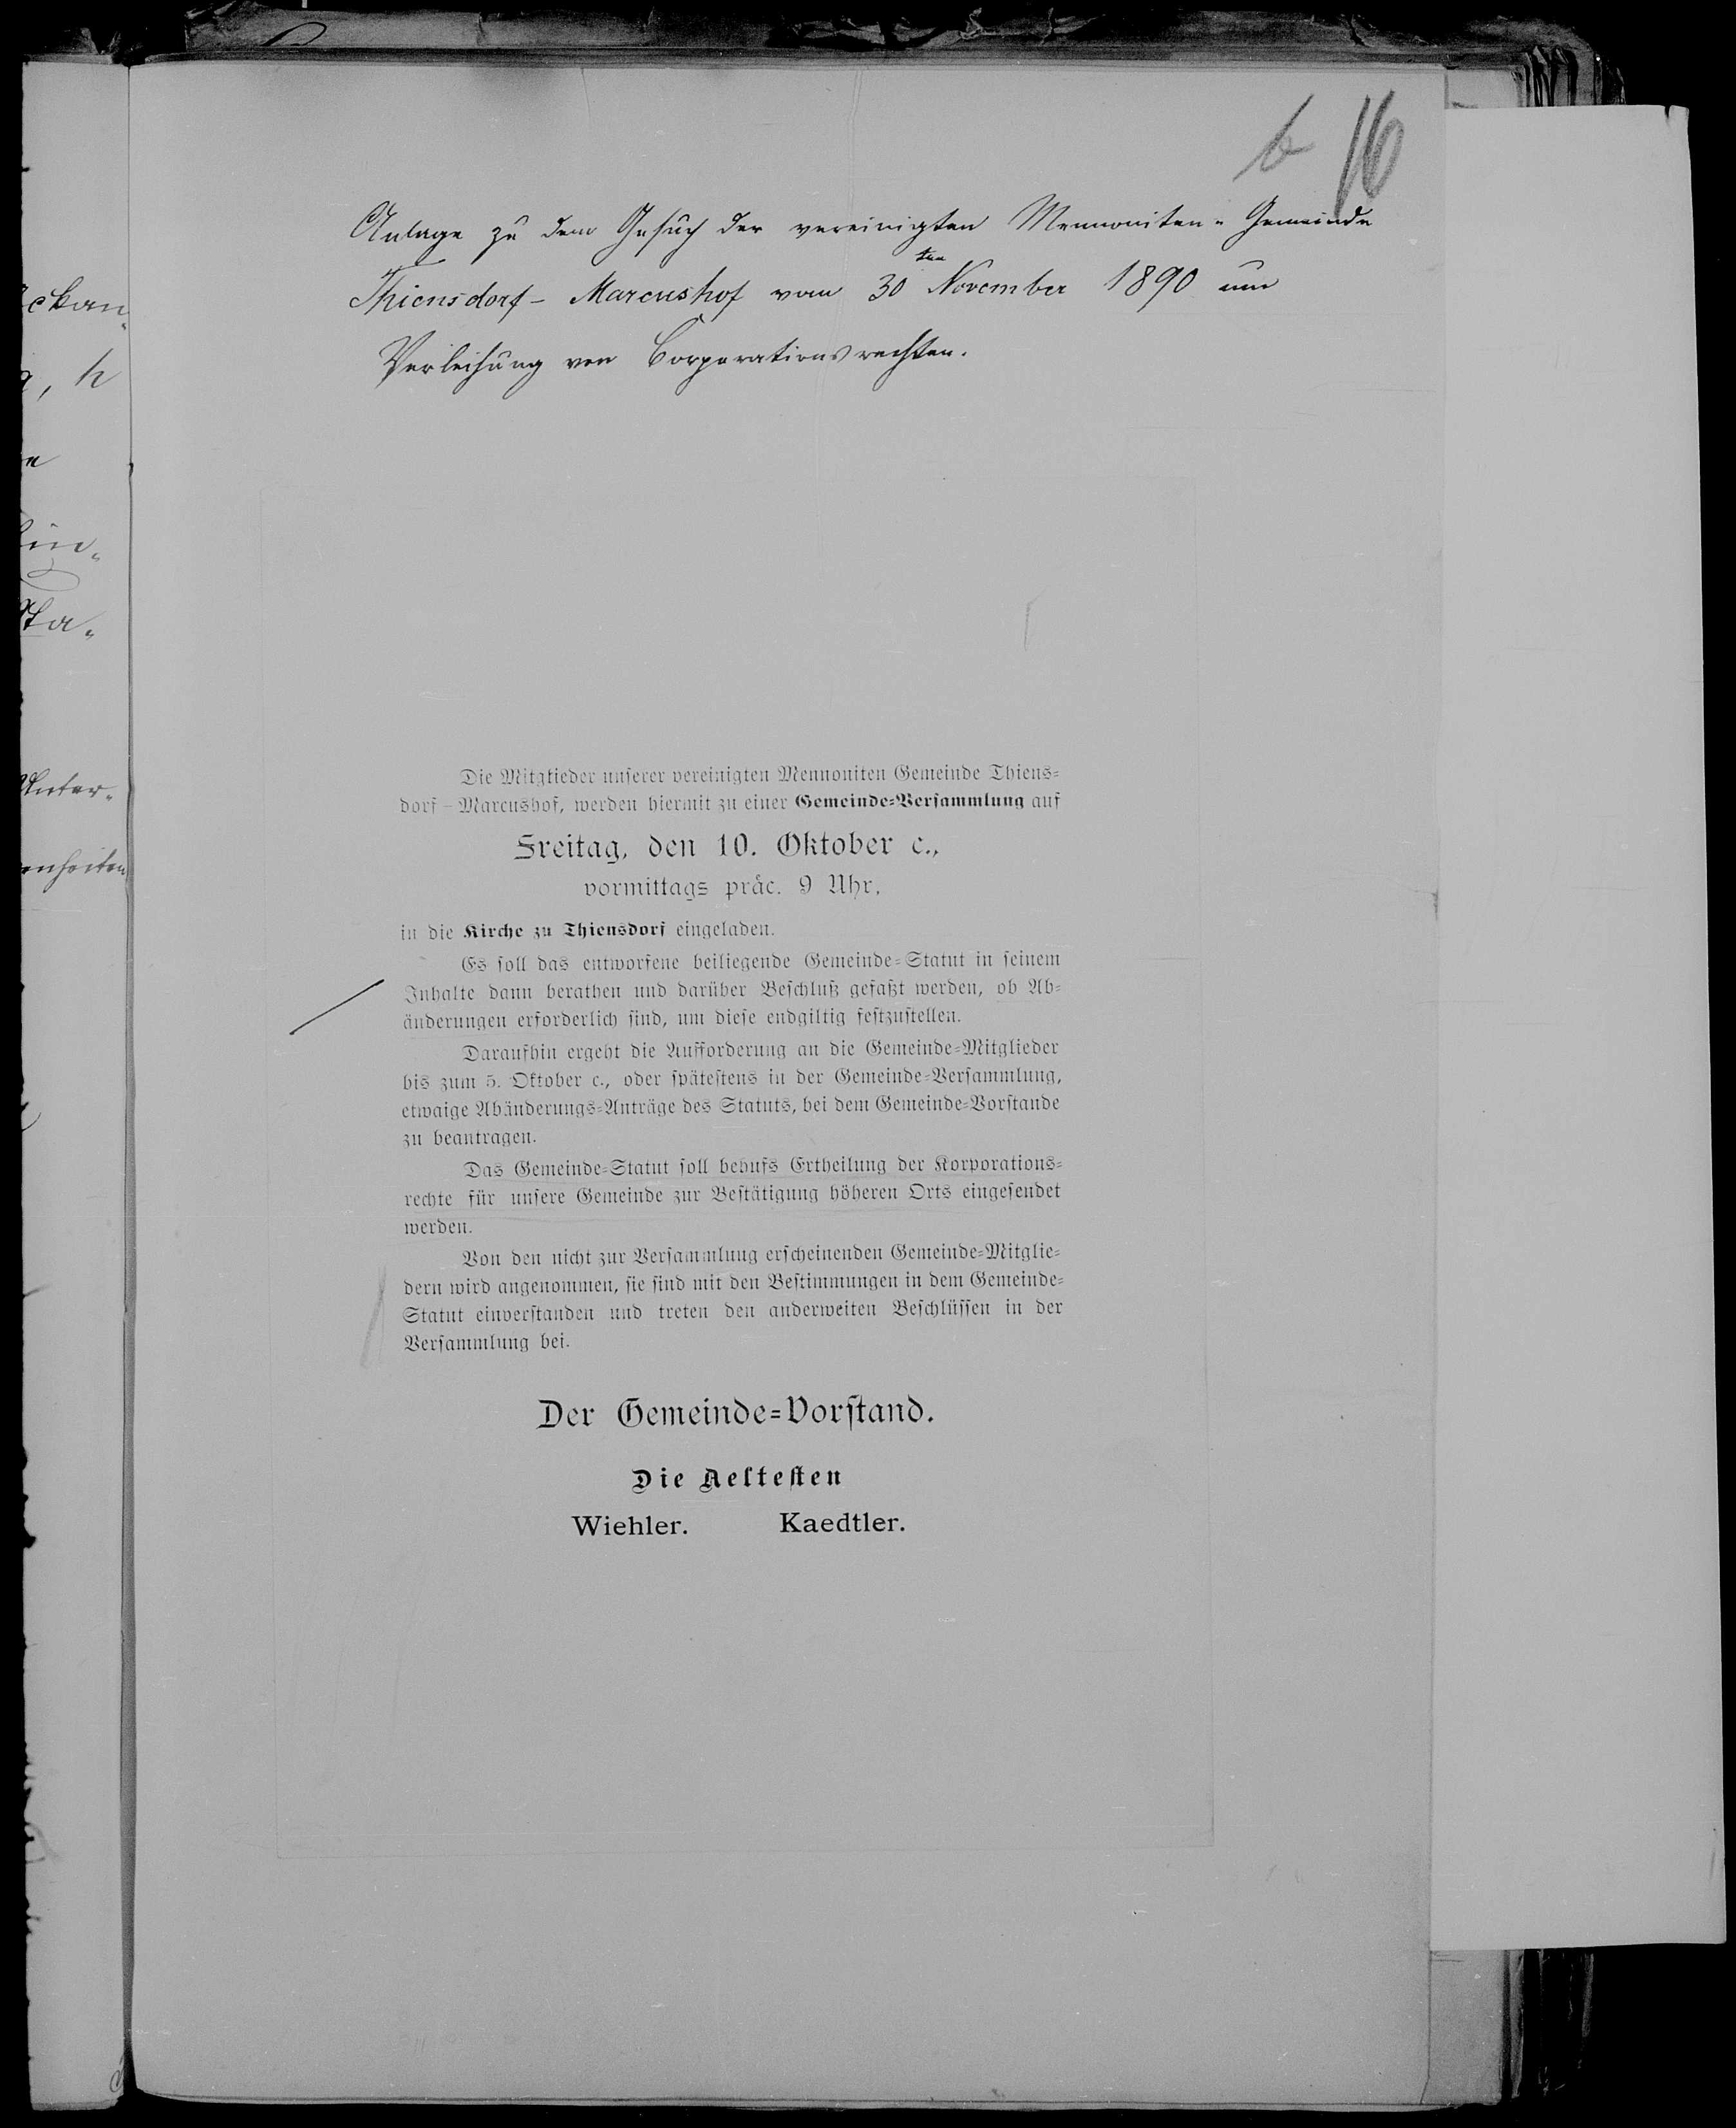 b 16
Anlage zu dem Gesuch der vereinigten Mennoniten-Gemeinde
Thiensdorf - Marcushof vom 30ten November 1890 um
Verleihung von Corporationsrechten.
Die Mitglieder unserer vereinigten Mennoniten Gemeinde Thiens-
dorf - Marcushof, werden hiermit zu einer Gemeinde-Versammlung auf
Freitag, den 10. Oktober c.,
vormittags präc. 9 Uhr,
in die Kirche zu Thiensdorf eingeladen.
Es soll das entworfene beiliegende Gemeinde-Statut in seinem
Inhalte dann berathen und darüber Beschluß gefaßt werden, ob Ab-
änderungen erforderlich sind, um diese endgiltig festzustellen.
Daraufhin ergeht die Aufforderung an die Gemeinde-Mitglieder
bis zum 5. Oktober c., oder spätestens in der Gemeinde-Versammlung,
etwaige Abänderungs-Anträge des Statuts, bei dem Gemeinde-Vorstande
zu beantragen.
Das Gemeinde-Statut soll behufs Ertheilung der Korporations-
rechte für unsere Gemeinde zur Bestätigung höheren Orts eingesendet
werden.
Von den nicht zur Versammlung erscheinenden Gemeinde-Mitglie-
dern wird angenommen, sie sind mit den Bestimmungen in dem Gemeinde-
Statut einverstanden und treten den anderweiten Beschlüssen in der
Versammlung bei.
Der Gemeinde-Vorstand.
Die Aeltesten
Wiehler. Kaedtler.